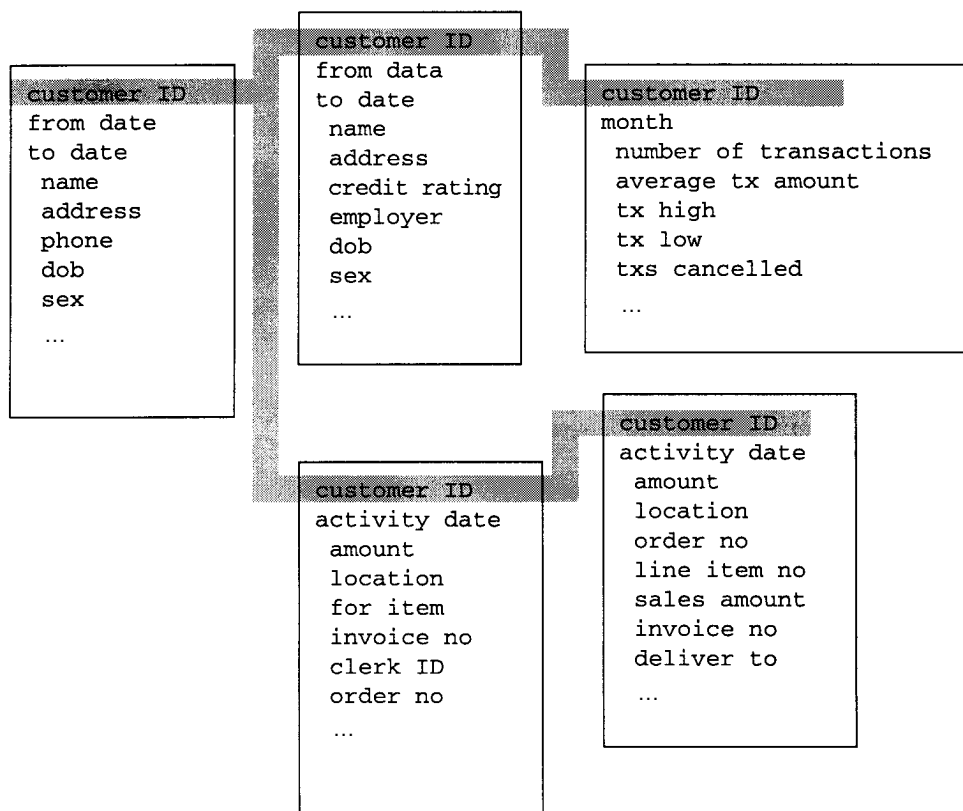 customer ID
from date
to date
name
address
phone
dob
sex
...
customer ID
from data
to date
name
address
credit rating
employer
dob
sex
...
customer ID
month
number of transactions
average tx amount
tx high
tx low
txs cancelled
...
customer ID
activity date
amount
location
for item
invoice no
clerk ID
order no
...
customer ID
activity date
amount
location
order no
line item no
sales amount
invoice no
deliver to
...